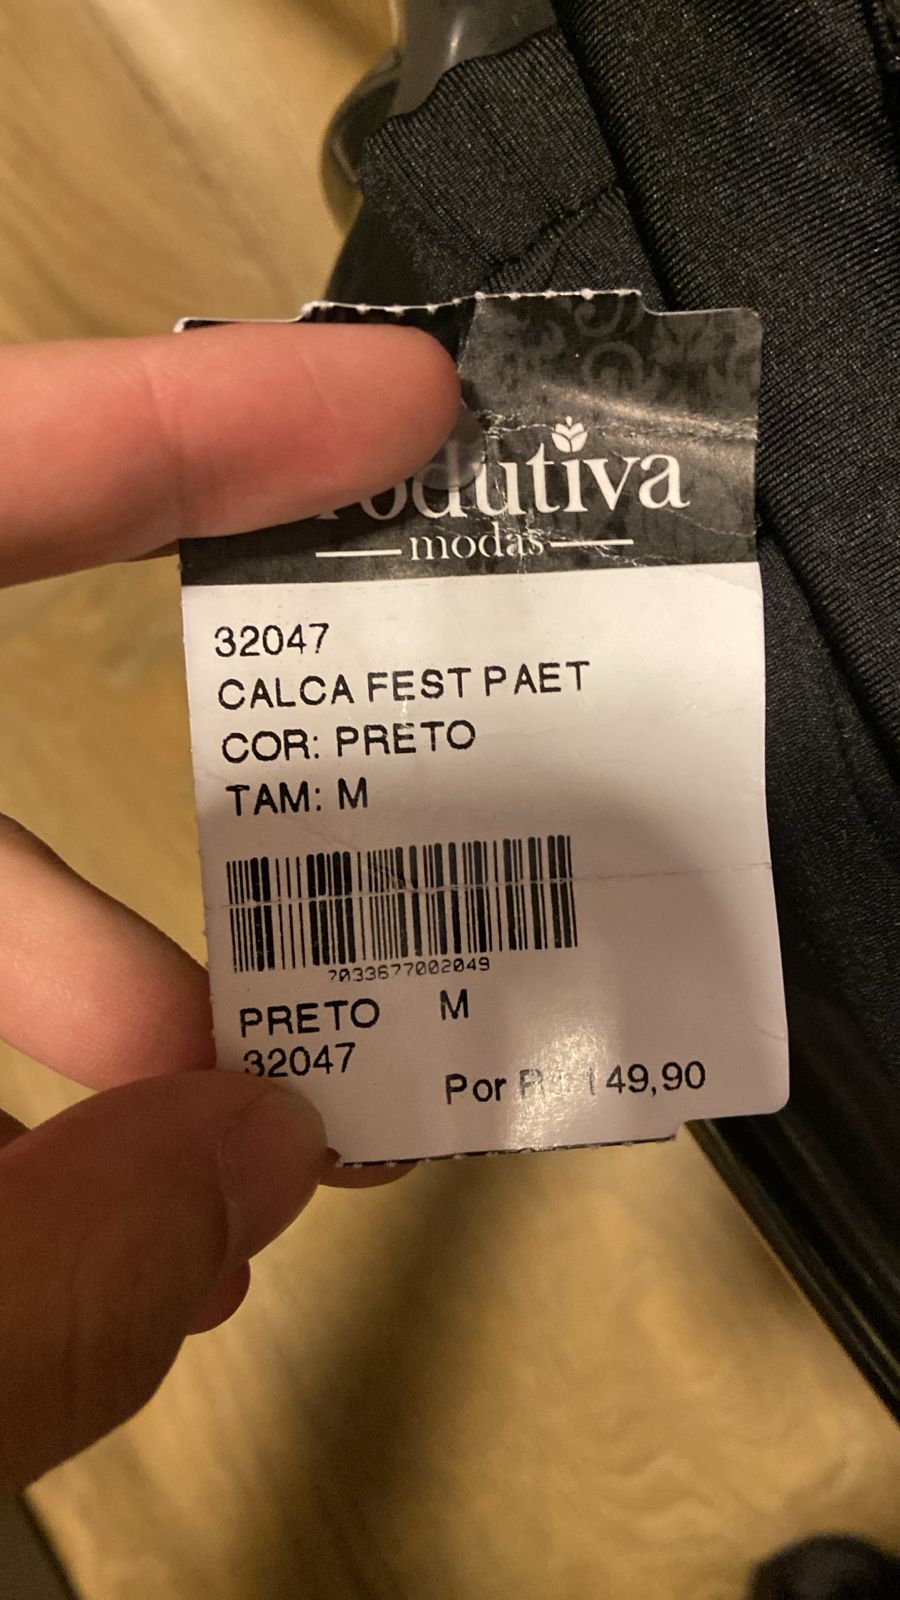 odutiva
modas
32047
CALCA FEST PAET
COR: PRETO
TAM: M
7033677002049
PRETO M
32047
Por R$ 149,90